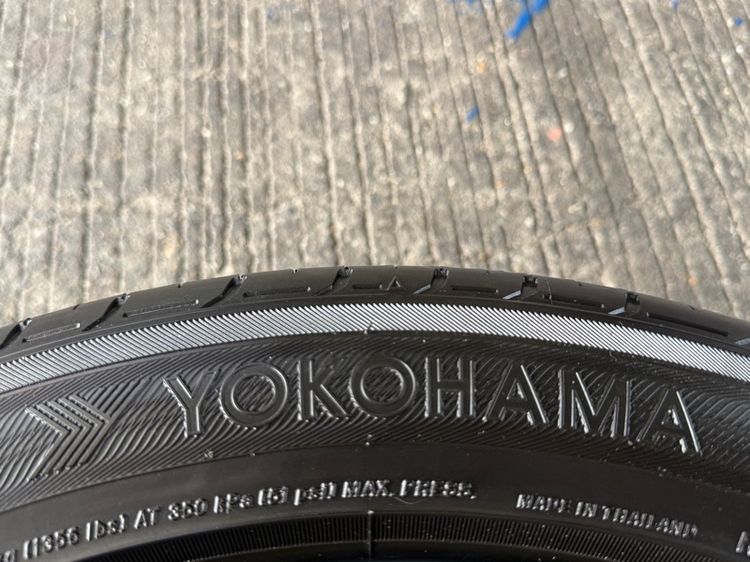 YOKOHAMA
(1356 lbs) AT 350 kPa (51 psi) MAX. PRESS. MADE IN THAILAND